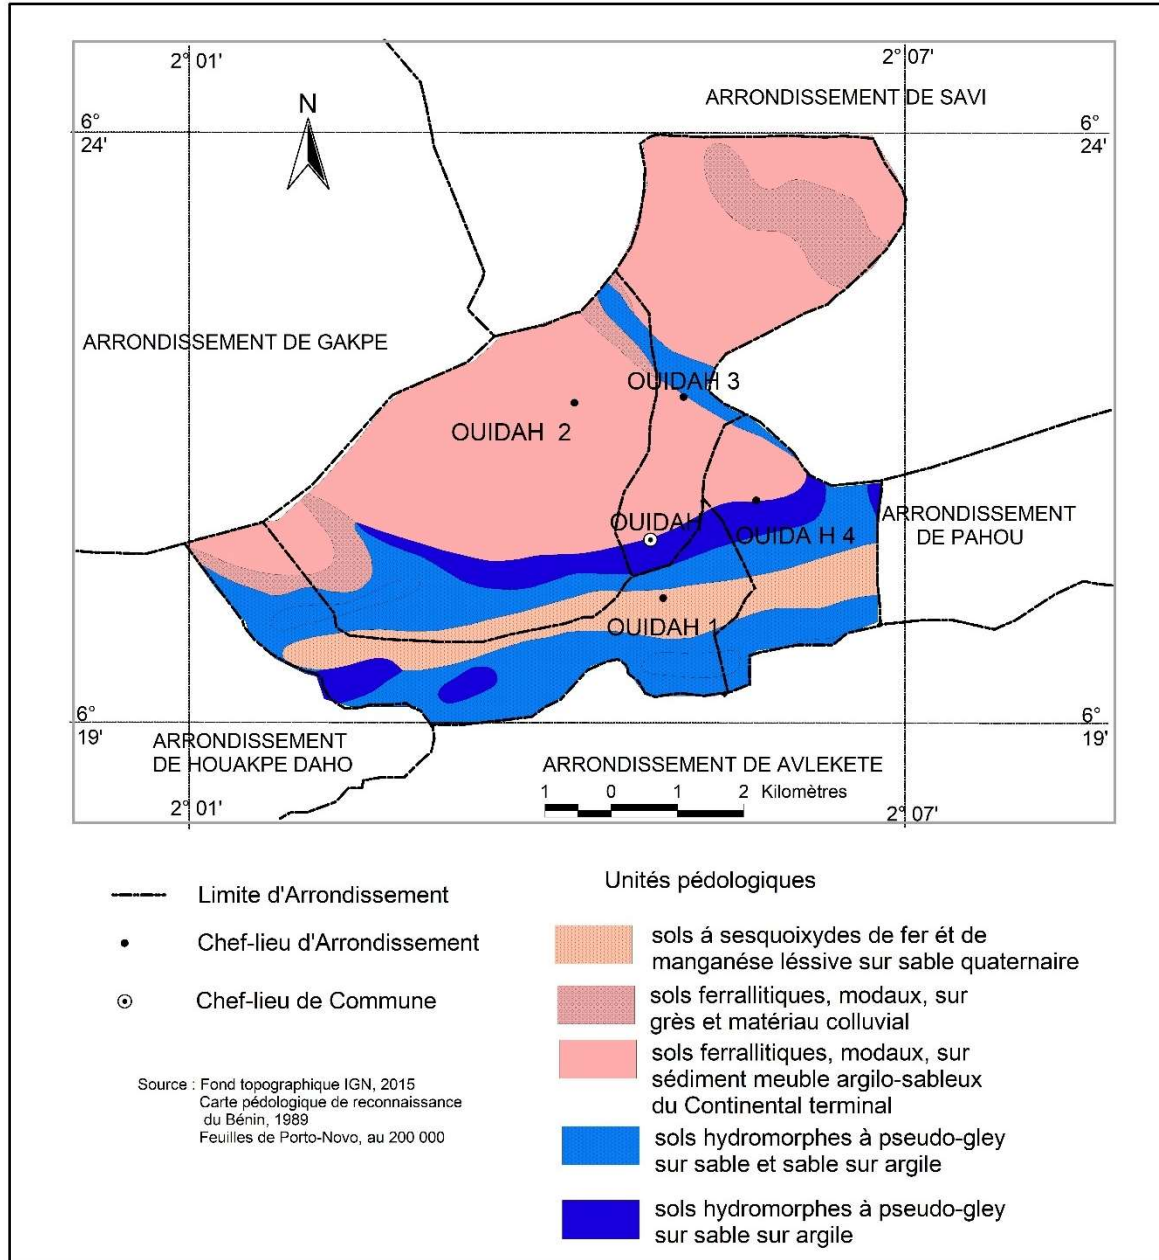 2° 01'
2° 07'
ARRONDISSEMENT DE SAVI
N
6°
24'
6°
24'
ARRONDISSEMENT DE GAKPE
OUIDAH 3
OUIDAH 2
OUIDAH
OUIDA H 4
ARRONDISSEMENT
DE PAHOU
OUIDAH 1
6°
19'
6°
19'
ARRONDISSEMENT
DE HOUAKPE DAHO
ARRONDISSEMENT DE AVLEKETE
1 0 1 2 Kilomètres
2° 01'
2° 07'
Limite d'Arrondissement
Chef-lieu d'Arrondissement
Chef-lieu de Commune
Source : Fond topographique IGN, 2015
Carte pédologique de reconnaissance
du Bénin, 1989
Feuilles de Porto-Novo, au 200 000
Unités pédologiques
sols á sesquoixydes de fer ét de
manganése léssive sur sable quaternaire
sols ferrallitiques, modaux, sur
grès et matériau colluvial
sols ferrallitiques, modaux, sur
sédiment meuble argilo-sableux
du Continental terminal
sols hydromorphes à pseudo-gley
sur sable et sable sur argile
sols hydromorphes à pseudo-gley
sur sable sur argile